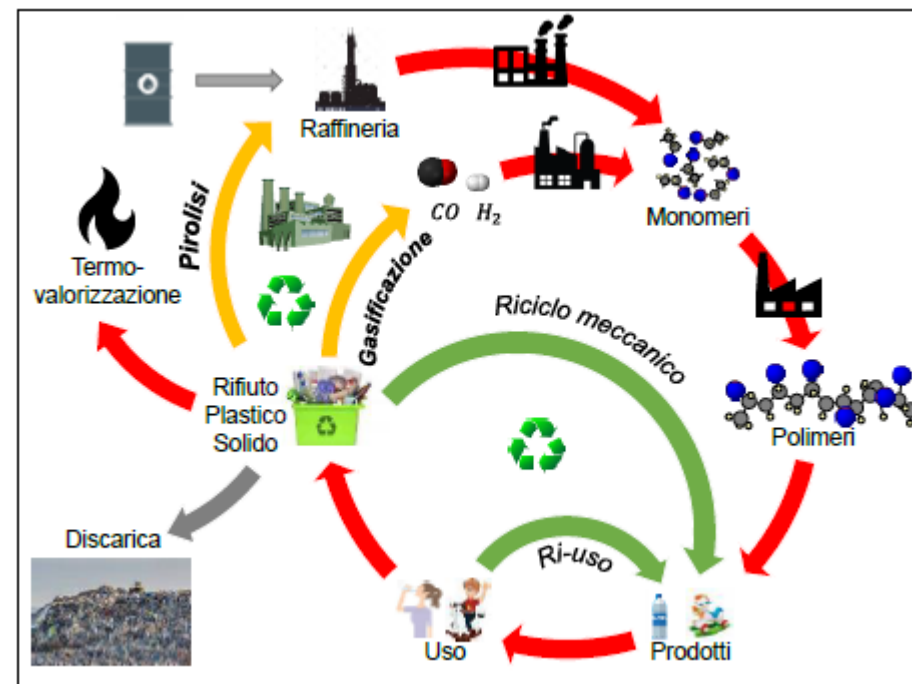 Raffineria
Pirolisi
CO H₂
Monomeri
Termo-
valorizzazione
Gasificazione
Riciclo meccanico
Rifiuto
Plastico
Solido
Polimeri
Discarica
Ri-uso
Uso
Prodotti